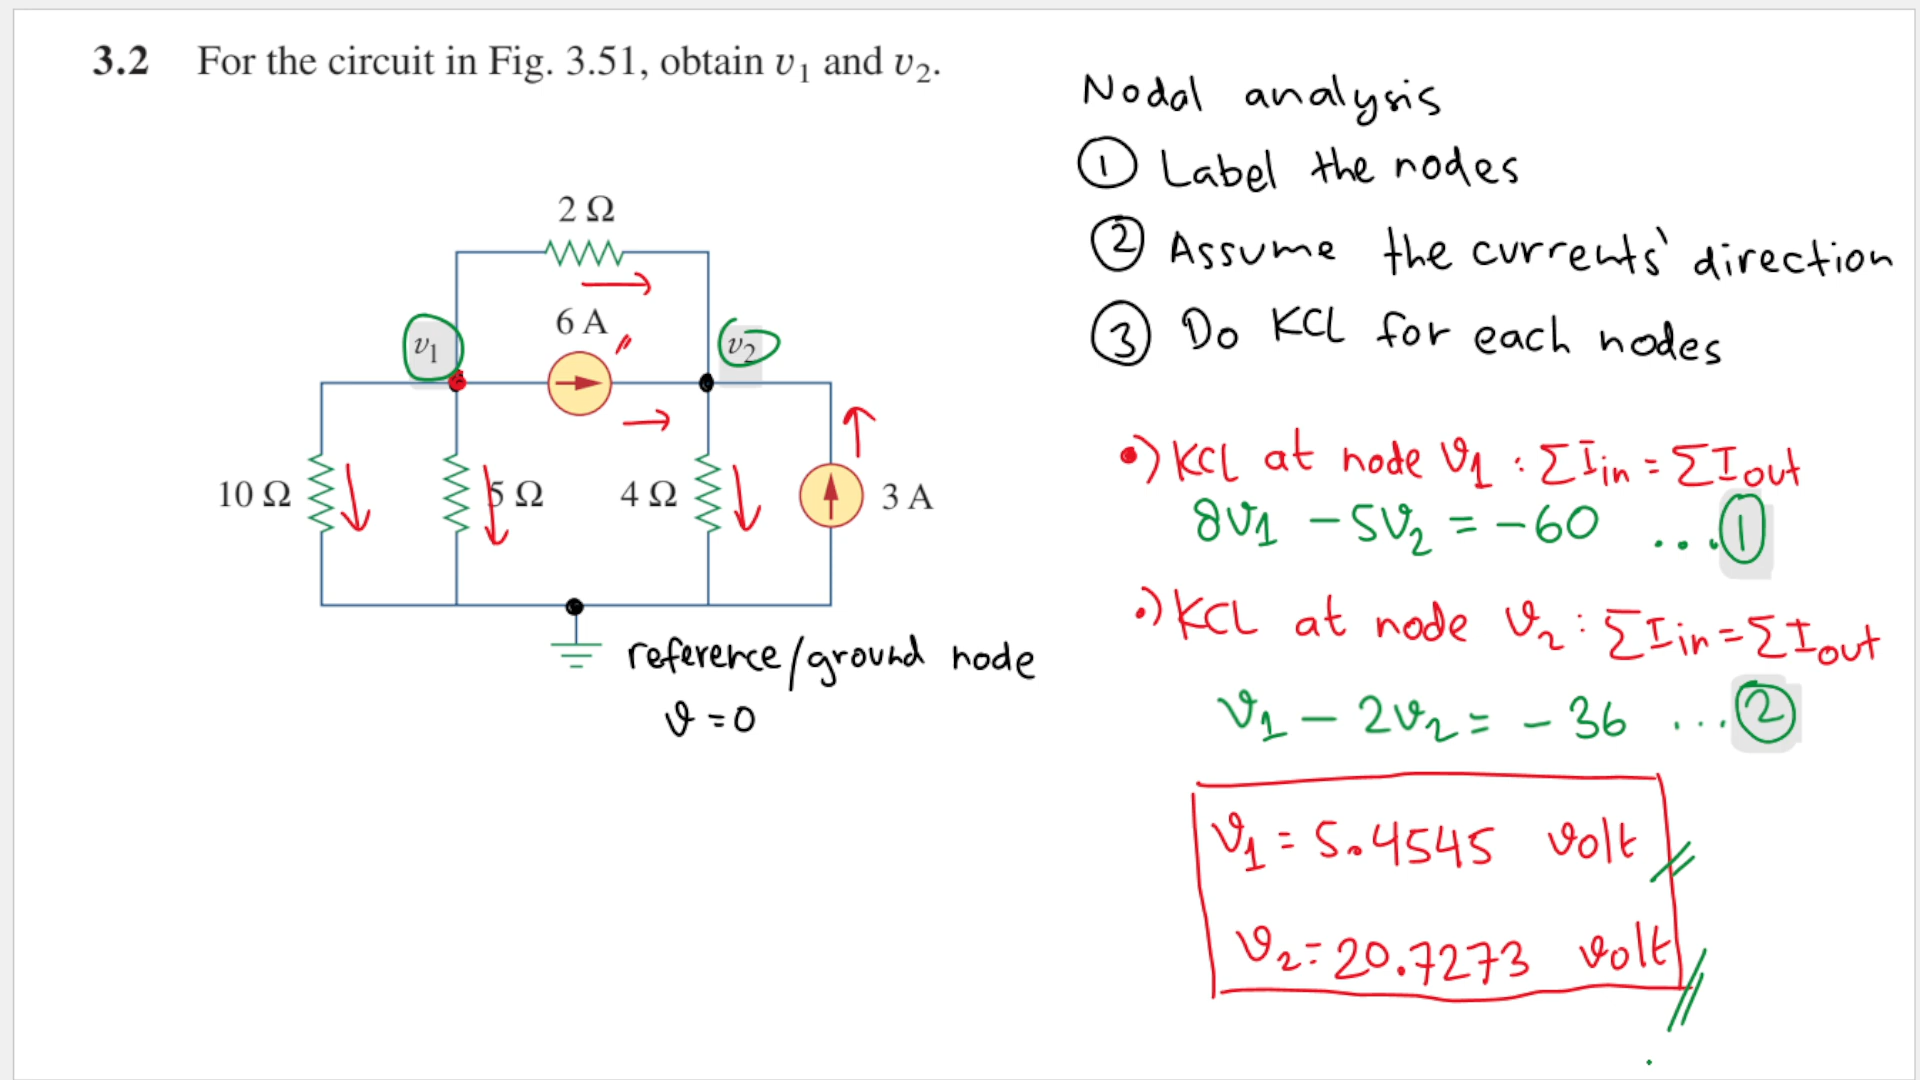 3.2 For the circuit in Fig. 3.51, obtain v₁ and v₂.
Nodal analysis
① Label the nodes
② Assume the currents' direction
③ Do KCL for each nodes
2 Ω
6 A
v₁
v₂
10 Ω
5 Ω
4 Ω
3 A
reference/ground node
v = 0
•) KCL at node v₁ : ΣIin = ΣIout
8v₁ - 5v₂ = -60 ...①
•) KCL at node v₂ : ΣIin = ΣIout
v₁ - 2v₂ = -36 ...②
v₁ = 5.4545 volt
v₂ = 20.7273 volt